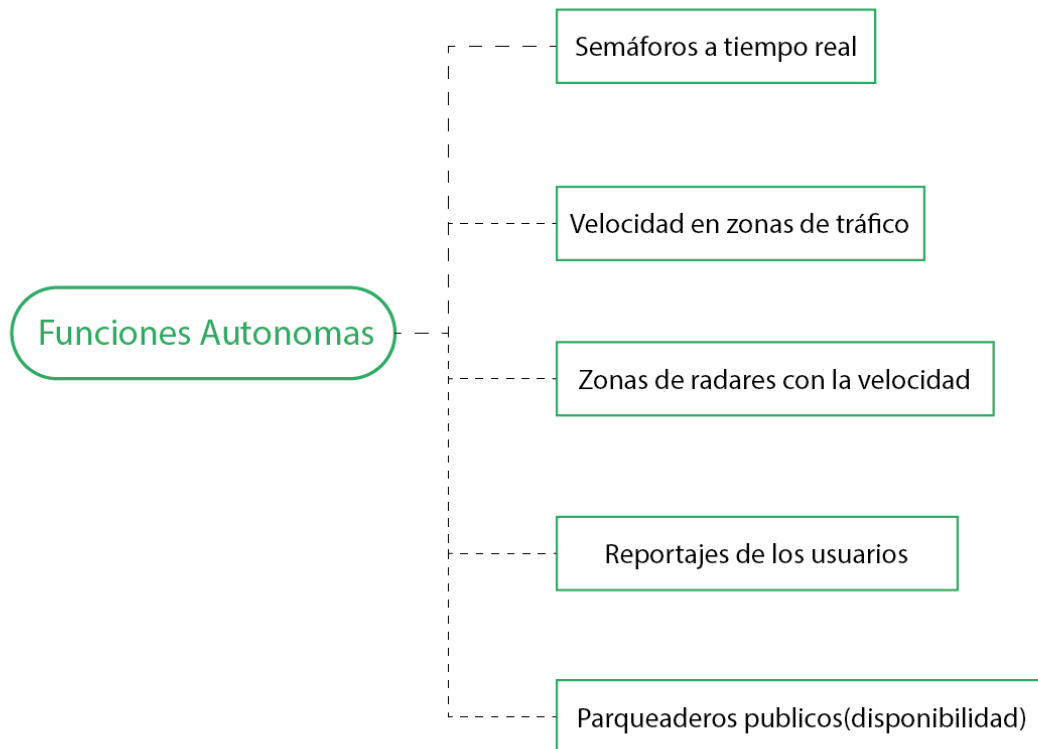 Semáforos a tiempo real
Velocidad en zonas de tráfico
Funciones Autonomas
Zonas de radares con la velocidad
Reportajes de los usuarios
Parqueaderos publicos(disponibilidad)